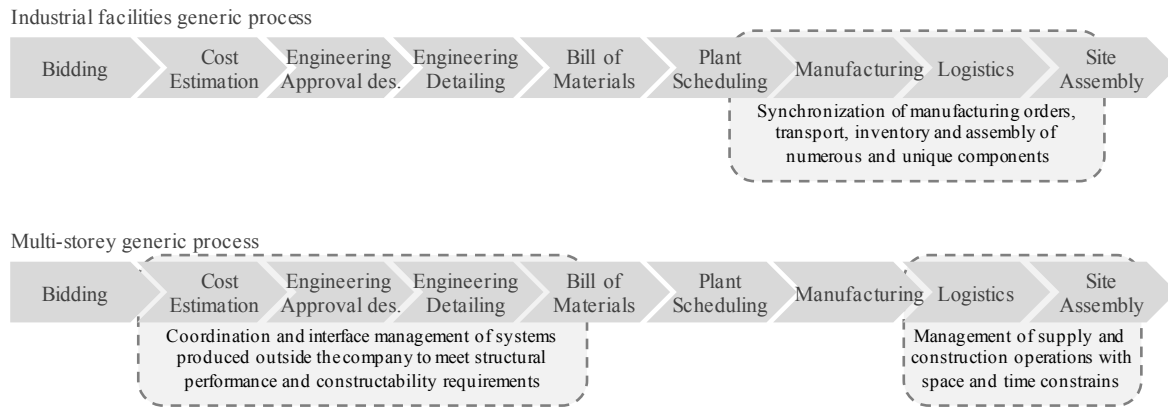 Industrial facilities generic process
Bidding
Cost
Estimation
Engineering
Approval des.
Engineering
Detailing
Bill of
Materials
Plant
Scheduling
Manufacturing
Logistics
Site
Assembly
Synchronization of manufacturing orders,
transport, inventory and assembly of
numerous and unique components
Multi-storey generic process
Bidding
Cost
Estimation
Engineering
Approval des.
Engineering
Detailing
Bill of
Materials
Plant
Scheduling
Manufacturing
Logistics
Site
Assembly
Coordination and interface management of systems
produced outside the company to meet structural
performance and constructability requirements
Management of supply and
construction operations with
space and time constrains